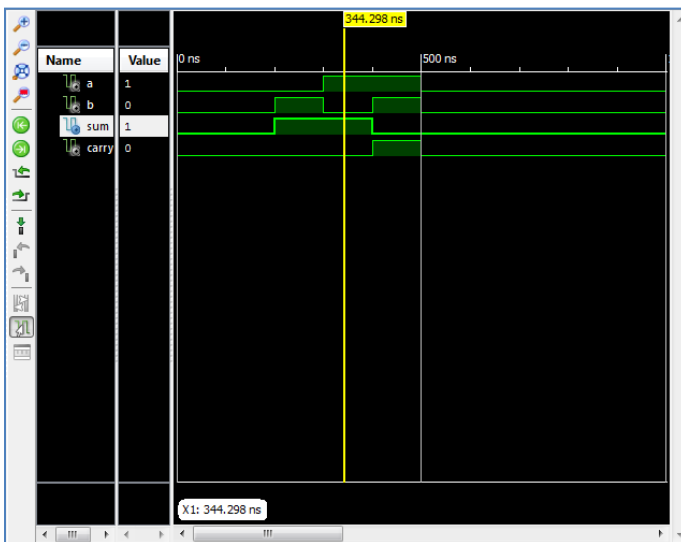 344.298 ns
Name Value 0 ns 500 ns
a 1
b 0
sum 1
carry 0
X1: 344.298 ns